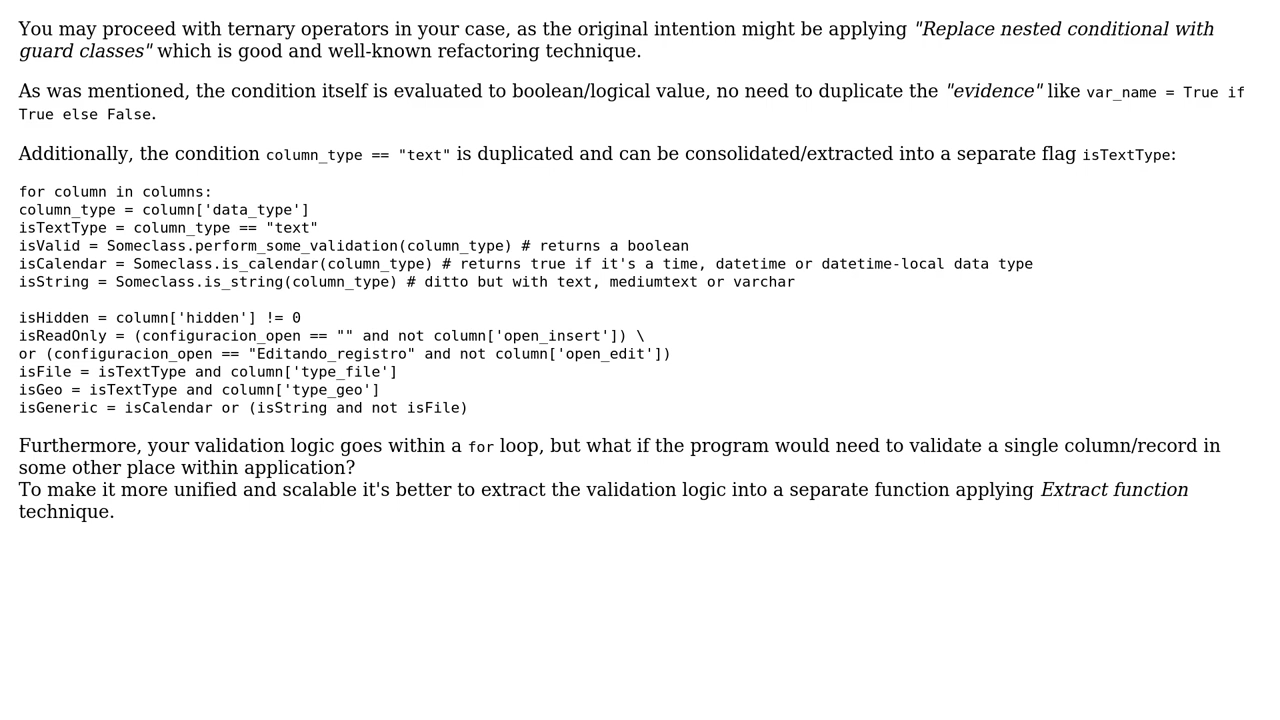 You may proceed with ternary operators in your case, as the original intention might be applying "Replace nested conditional with
guard classes" which is good and well-known refactoring technique.
As was mentioned, the condition itself is evaluated to boolean/logical value, no need to duplicate the "evidence" like var_name = True if
True else False.
Additionally, the condition column_type == "text" is duplicated and can be consolidated/extracted into a separate flag isTextType:
for column in columns:
column_type = column['data_type']
isTextType = column_type == "text"
isValid = Someclass.perform_some_validation(column_type) # returns a boolean
isCalendar = Someclass.is_calendar(column_type) # returns true if it's a time, datetime or datetime-local data type
isString = Someclass.is_string(column_type) # ditto but with text, mediumtext or varchar
isHidden = column['hidden'] != 0
isReadOnly = (configuracion_open == "" and not column['open_insert']) \
or (configuracion_open == "Editando_registro" and not column['open_edit'])
isFile = isTextType and column['type_file']
isGeo = isTextType and column['type_geo']
isGeneric = isCalendar or (isString and not isFile)
Furthermore, your validation logic goes within a for loop, but what if the program would need to validate a single column/record in
some other place within application?
To make it more unified and scalable it's better to extract the validation logic into a separate function applying Extract function
technique.